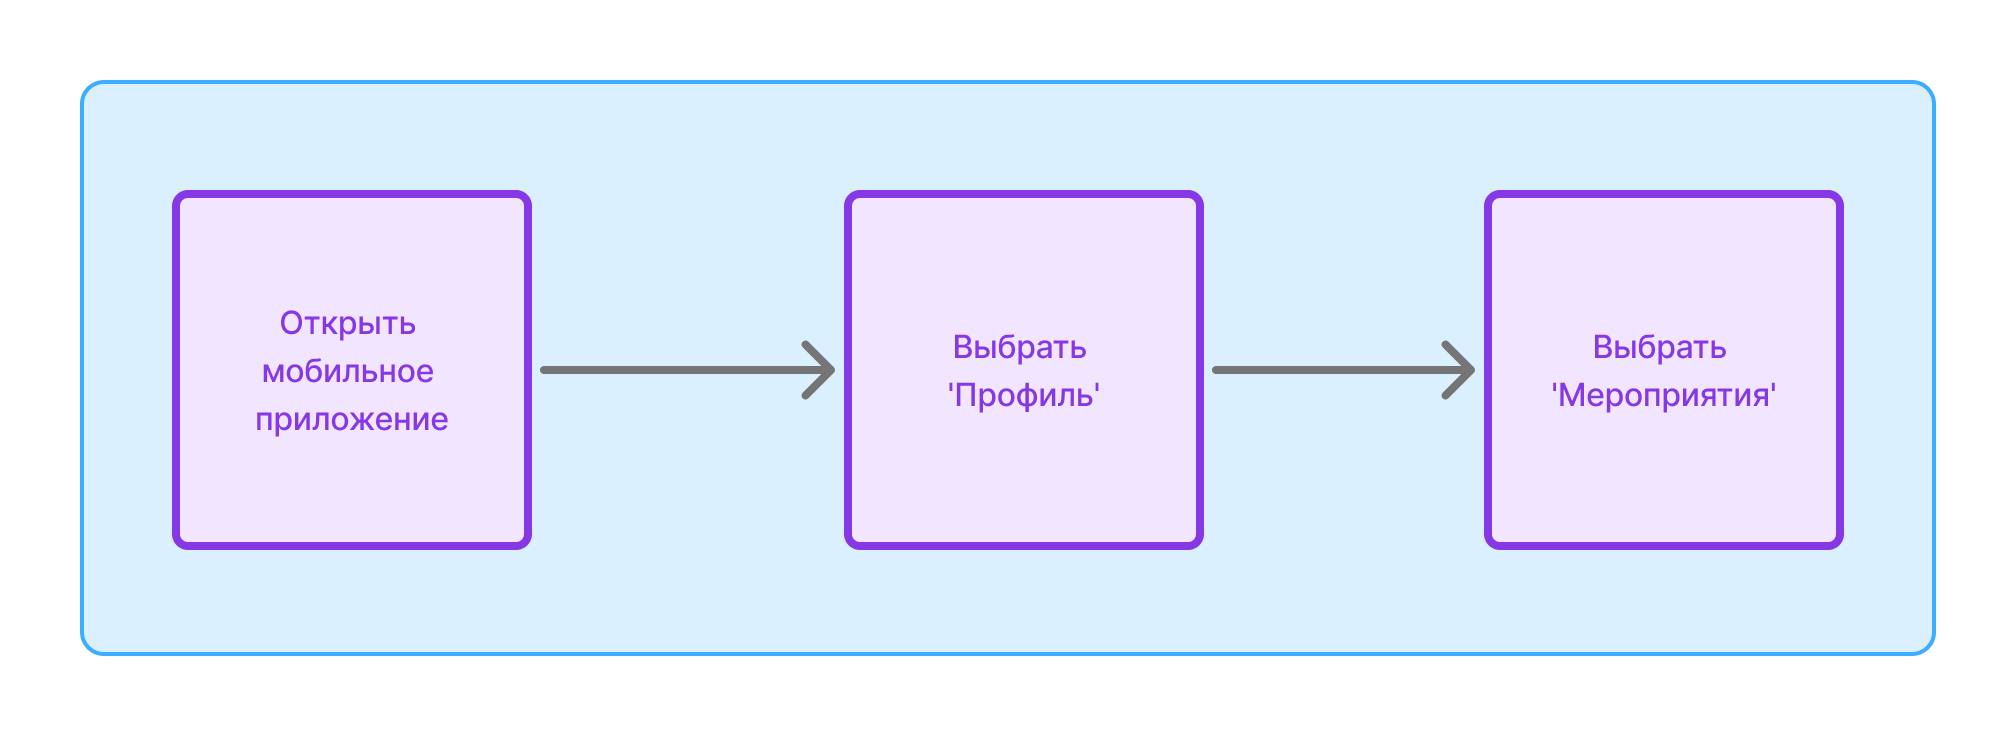 Открыть
мобильное
приложение
Выбрать
'Профиль'
Выбрать
'Мероприятия'